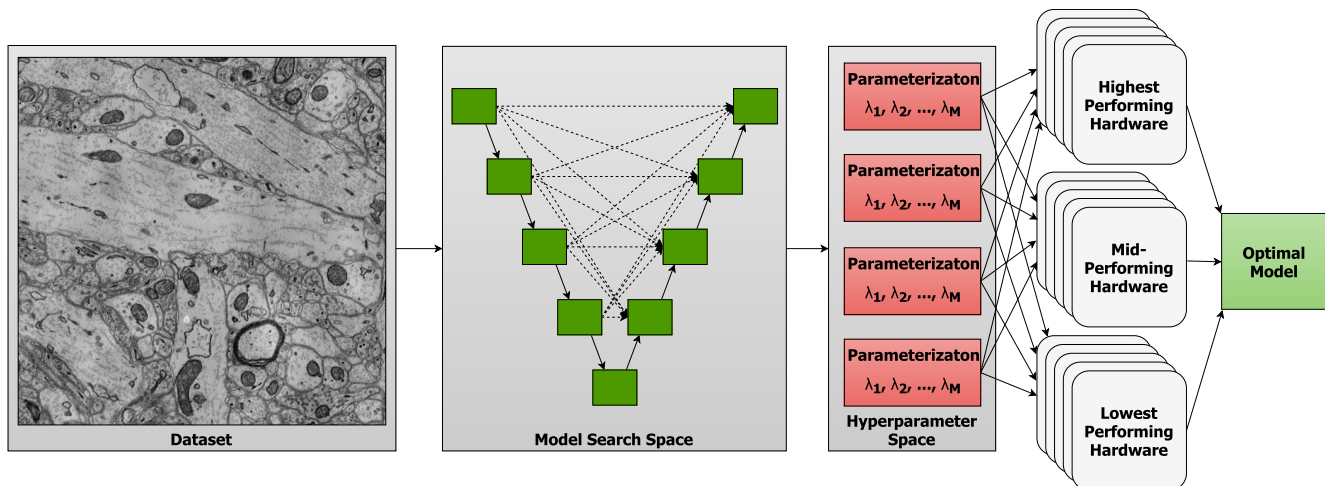 Dataset
Model Search Space
Parameterizaton
λ1, λ2, ..., λM
Parameterizaton
λ1, λ2, ..., λM
Parameterizaton
λ1, λ2, ..., λM
Parameterizaton
λ1, λ2, ..., λM
Hyperparameter
Space
Highest
Performing
Hardware
Mid-
Performing
Hardware
Lowest
Performing
Hardware
Optimal
Model